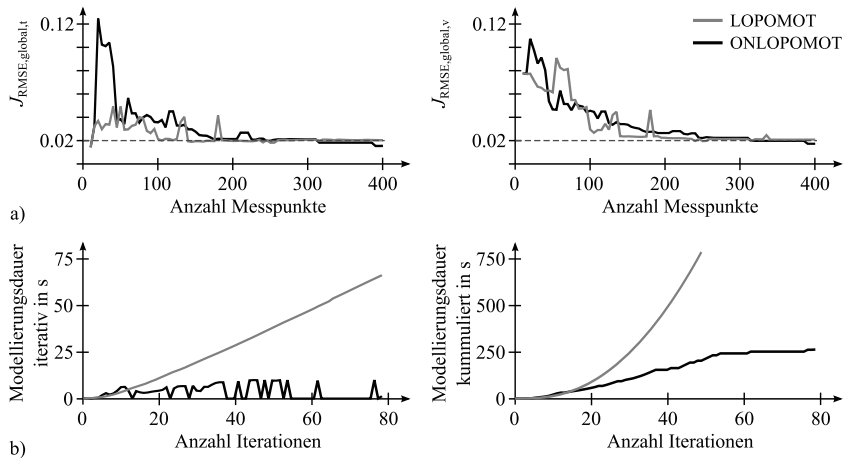 0.12
0.02
J_RMSE,global,t
0 100 200 300 400
Anzahl Messpunkte
a)
0.12
0.02
J_RMSE,global,v
0 100 200 300 400
Anzahl Messpunkte
LOPOMOT
ONLOPOMOT
75
50
25
0
Modellierungsdauer
iterativ in s
0 20 40 60 80
Anzahl Iterationen
b)
750
500
250
0
Modellierungsdauer
kummuliert in s
0 20 40 60 80
Anzahl Iterationen